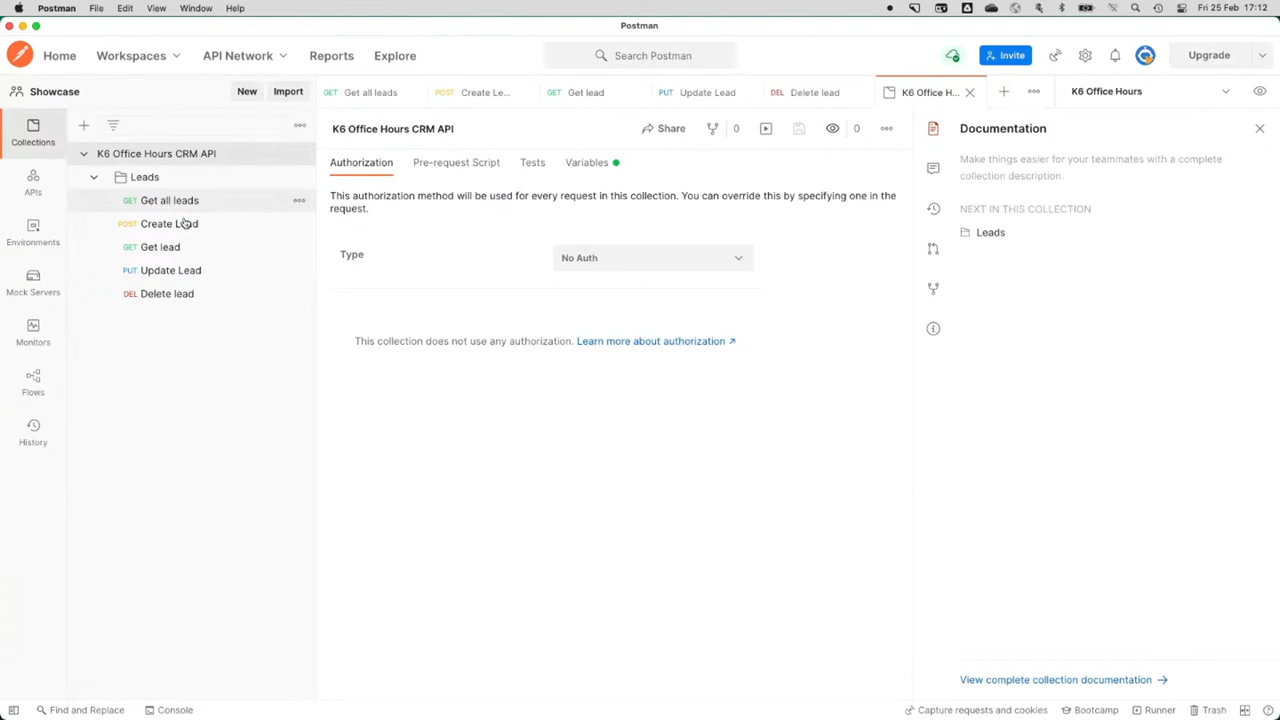 Postman File Edit View Window Help Fri 25 Feb 17:12
Postman
Home Workspaces API Network Reports Explore Search Postman Invite Upgrade
Showcase New Import
GET Get all leads POST Create Le... GET Get lead PUT Update Lead DEL Delete lead K6 Office H... K6 Office Hours
Collections
APIs
Environments
Mock Servers
Monitors
Flows
History
K6 Office Hours CRM API
Leads
GET Get all leads
POST Create Lead
GET Get lead
PUT Update Lead
DEL Delete lead
K6 Office Hours CRM API Share 0 0
Authorization Pre-request Script Tests Variables
This authorization method will be used for every request in this collection. You can override this by specifying one in the
request.
Type No Auth
This collection does not use any authorization. Learn more about authorization
Documentation
Make things easier for your teammates with a complete
collection description.
NEXT IN THIS COLLECTION
Leads
View complete collection documentation
Find and Replace Console Capture requests and cookies Bootcamp Runner Trash